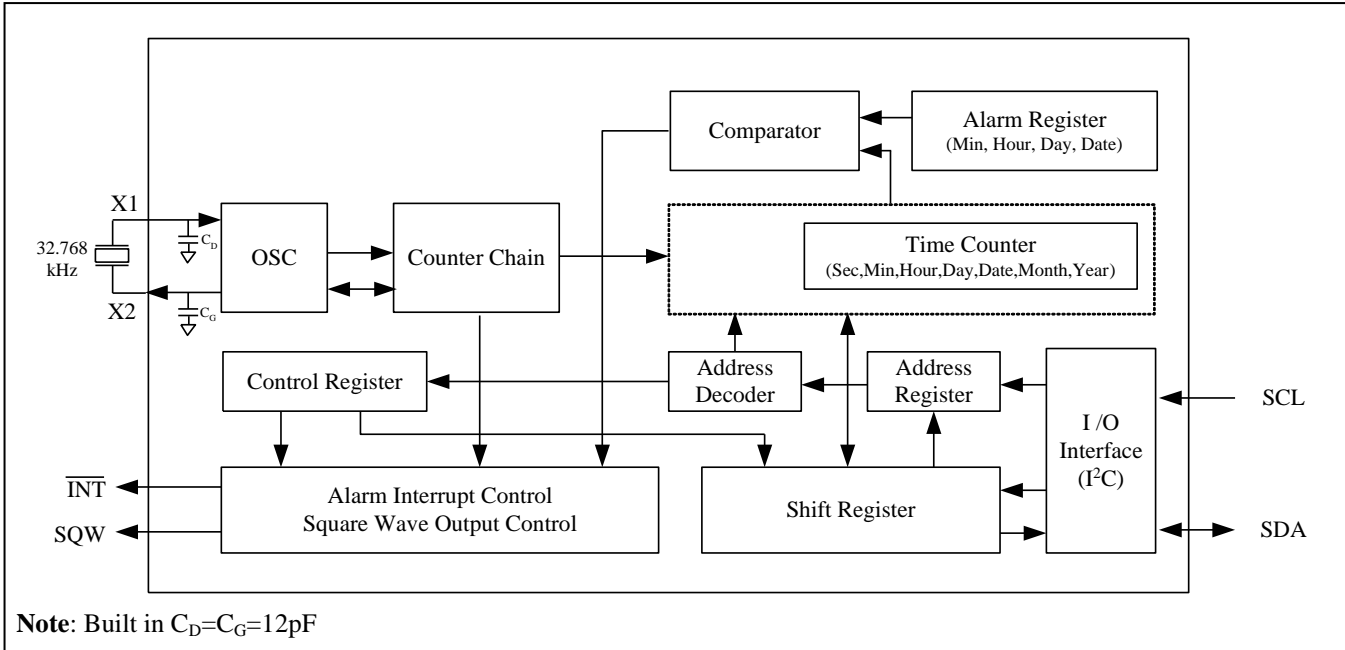 Comparator
Alarm Register
(Min, Hour, Day, Date)
X1
C_D
32.768
kHz
OSC
Counter Chain
Time Counter
(Sec,Min,Hour,Day,Date,Month,Year)
X2
C_G
Control Register
Address
Decoder
Address
Register
I /O
Interface
(I²C)
SCL
INT
SQW
Alarm Interrupt Control
Square Wave Output Control
Shift Register
SDA
Note: Built in C_D=C_G=12pF